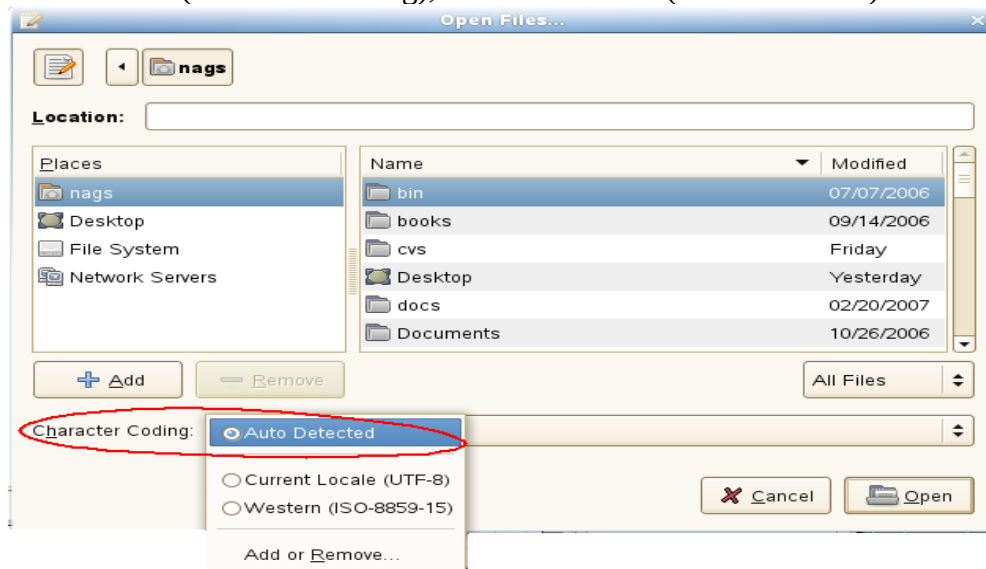 Open Files...
nags
Location:
Places
Name Modified
nags
bin 07/07/2006
Desktop
books 09/14/2006
File System
cvs Friday
Network Servers
Desktop Yesterday
docs 02/20/2007
Documents 10/26/2006
Add Remove All Files
Character Coding: Auto Detected
Current Locale (UTF-8)
Western (ISO-8859-15)
Cancel Open
Add or Remove...